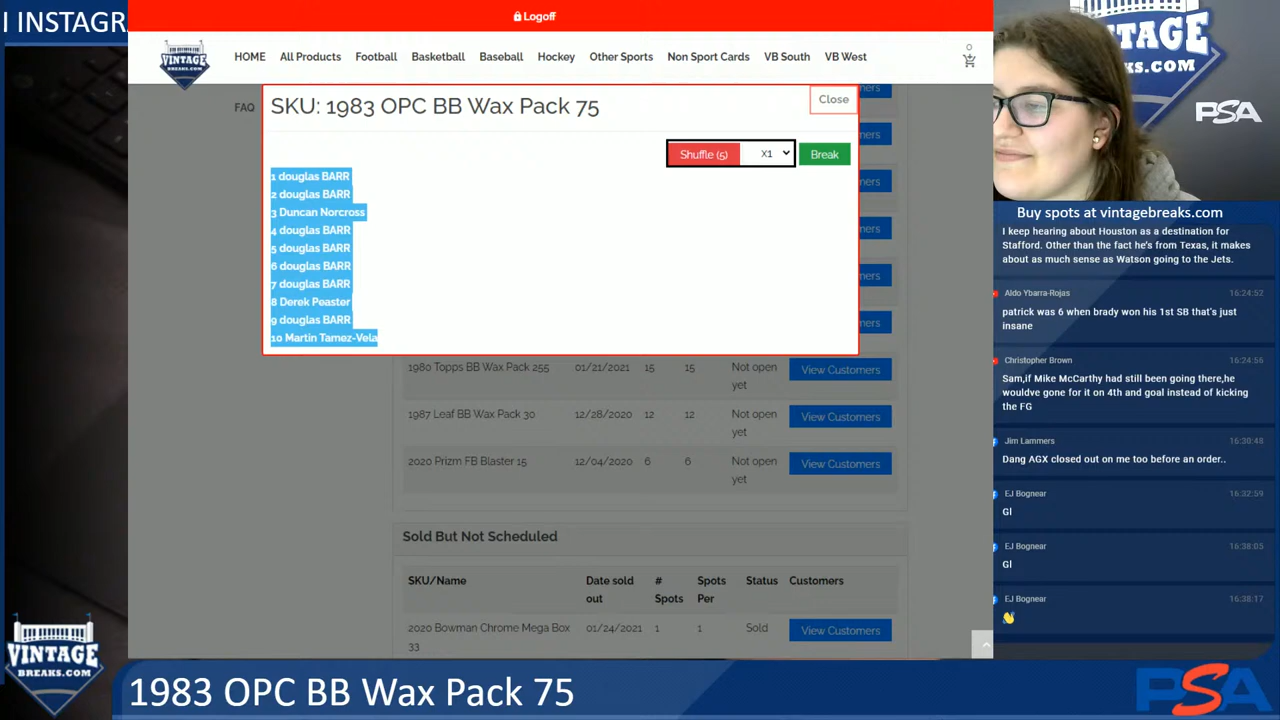 I INSTAGR
Logoff
VINTAGE
BREAKS.COM
HOME All Products Football Basketball Baseball Hockey Other Sports Non Sport Cards VB South VB West
0
FAQ
SKU: 1983 OPC BB Wax Pack 75
Close
Shuffle (5) X1 Break
1 douglas BARR
2 douglas BARR
3 Duncan Norcross
4 douglas BARR
5 douglas BARR
6 douglas BARR
7 douglas BARR
8 Derek Peaster
9 douglas BARR
10 Martin Tamez-Vela
1980 Topps BB Wax Pack 255 01/21/2021 15 15 Not open yet View Customers
1987 Leaf BB Wax Pack 30 12/28/2020 12 12 Not open yet View Customers
2020 Prizm FB Blaster 15 12/04/2020 6 6 Not open yet View Customers
Sold But Not Scheduled
SKU/Name Date sold out # Spots Spots Per Status Customers
2020 Bowman Chrome Mega Box 33 01/24/2021 1 1 Sold View Customers
PSA
Buy spots at vintagebreaks.com
I keep hearing about Houston as a destination for
Stafford. Other than the fact he's from Texas, it makes
about as much sense as Watson going to the Jets.
Aldo Ybarra-Rojas 16:24:52
patrick was 6 when brady won his 1st SB that's just
insane
Christopher Brown 16:24:56
Sam,if Mike McCarthy had still been going there,he
wouldve gone for it on 4th and goal instead of kicking
the FG
Jim Lammers 16:30:48
Dang AGX closed out on me too before an order..
EJ Bognear 16:32:59
Gl
EJ Bognear 16:38:05
Gl
EJ Bognear 16:38:17
VINTAGE
BREAKS.COM
1983 OPC BB Wax Pack 75
PSA